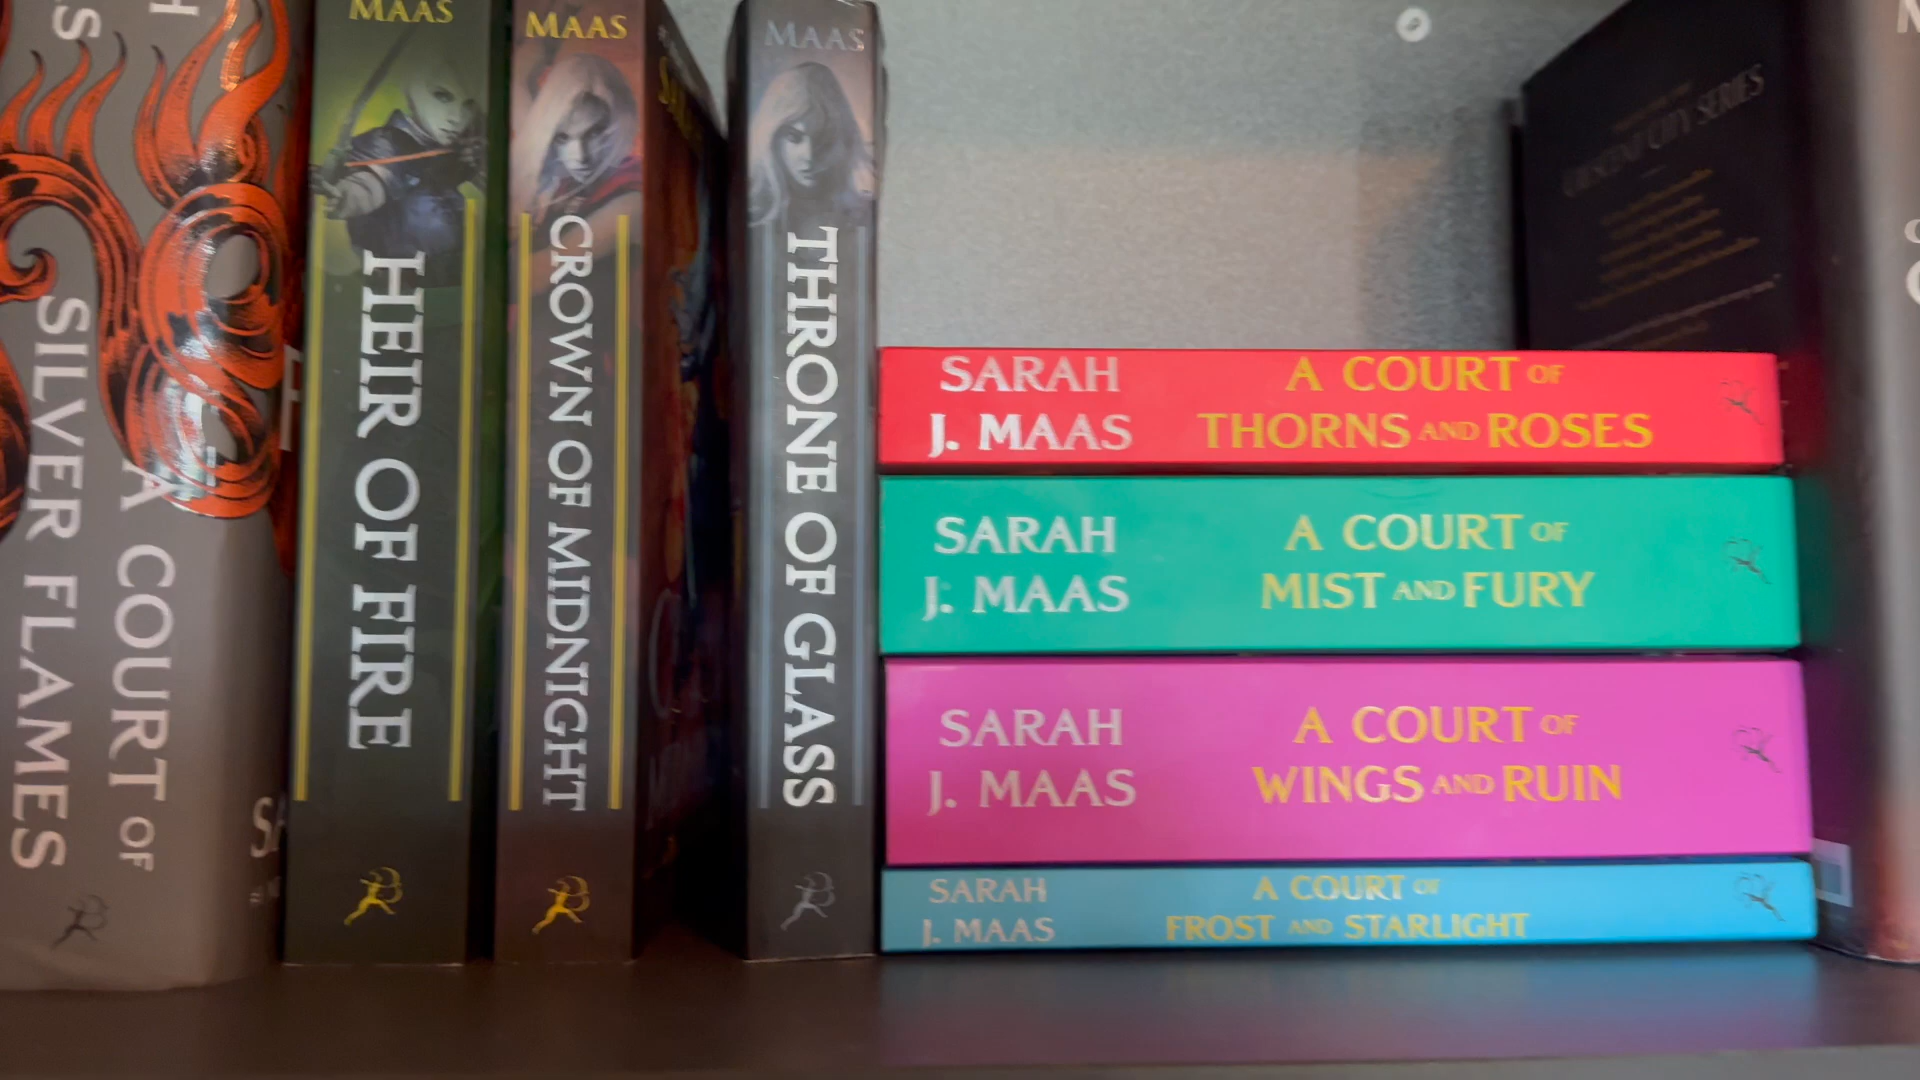 A COURT OF
SILVER FLAMES
MAAS
HEIR OF FIRE
MAAS
CROWN OF MIDNIGHT
MAAS
THRONE OF GLASS
SARAH
J. MAAS
A COURT OF
THORNS AND ROSES
SARAH
J. MAAS
A COURT OF
MIST AND FURY
SARAH
J. MAAS
A COURT OF
WINGS AND RUIN
SARAH
J. MAAS
A COURT OF
FROST AND STARLIGHT
CRESCENT CITY SERIES